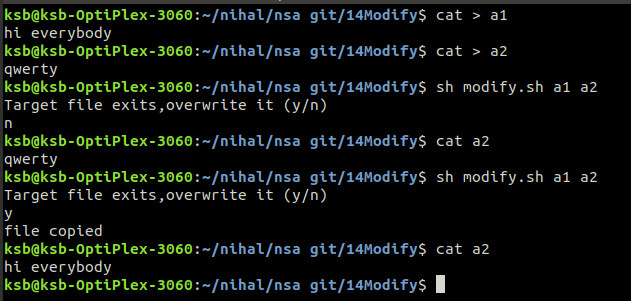 ksb@ksb-OptiPlex-3060:~/nihal/nsa git/14Modify$ cat > a1
hi everybody
ksb@ksb-OptiPlex-3060:~/nihal/nsa git/14Modify$ cat > a2
qwerty
ksb@ksb-OptiPlex-3060:~/nihal/nsa git/14Modify$ sh modify.sh a1 a2
Target file exits,overwrite it (y/n)
n
ksb@ksb-OptiPlex-3060:~/nihal/nsa git/14Modify$ cat a2
qwerty
ksb@ksb-OptiPlex-3060:~/nihal/nsa git/14Modify$ sh modify.sh a1 a2
Target file exits,overwrite it (y/n)
y
file copied
ksb@ksb-OptiPlex-3060:~/nihal/nsa git/14Modify$ cat a2
hi everybody
ksb@ksb-OptiPlex-3060:~/nihal/nsa git/14Modify$